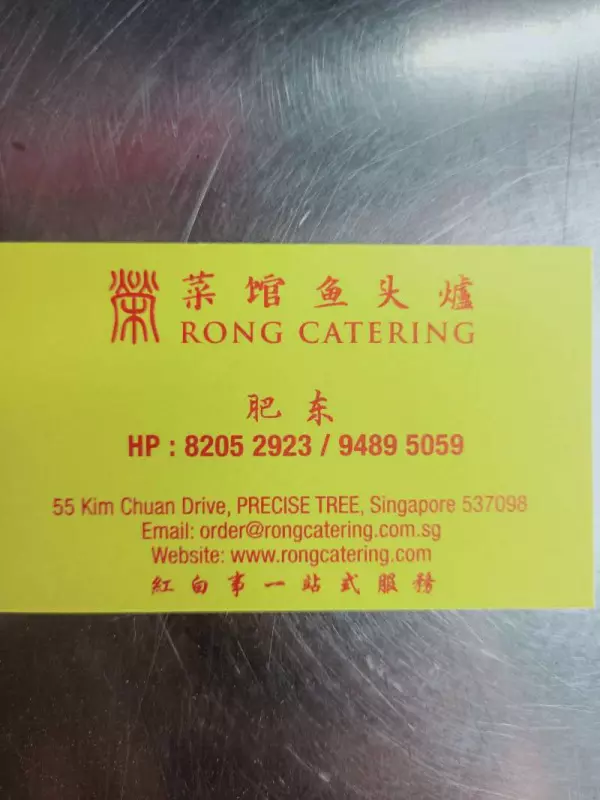 榮 菜馆鱼头爐
RONG CATERING
肥东
HP : 8205 2923 / 9489 5059
55 Kim Chuan Drive, PRECISE TREE, Singapore 537098
Email: order@rongcatering.com.sg
Website: www.rongcatering.com
紅白事一站式服務